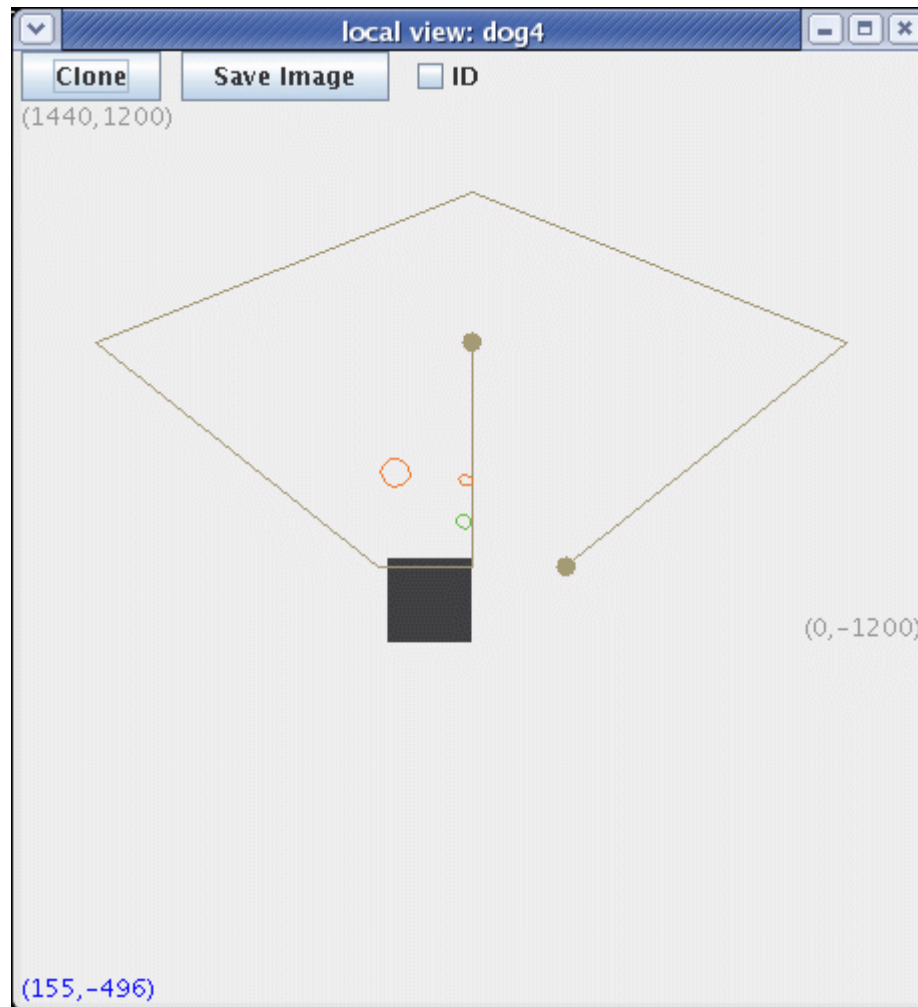 local view: dog4
Clone Save Image ID
(1440,1200)
(0,-1200)
(155,-496)